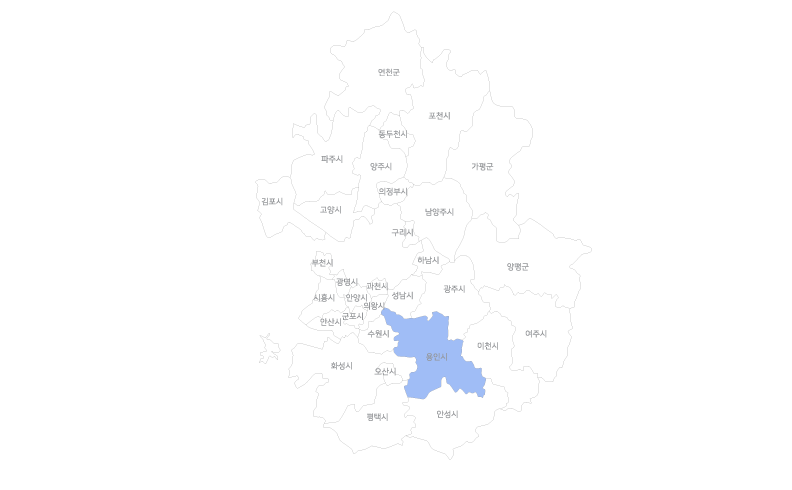 연천군
포천시
동두천시
파주시
양주시
가평군
의정부시
김포시
고양시
남양주시
구리시
하남시
부천시
양평군
광명시
과천시
광주시
시흥시
안양시
성남시
의왕시
군포시
안산시
수원시
여주시
이천시
용인시
화성시
오산시
평택시
안성시